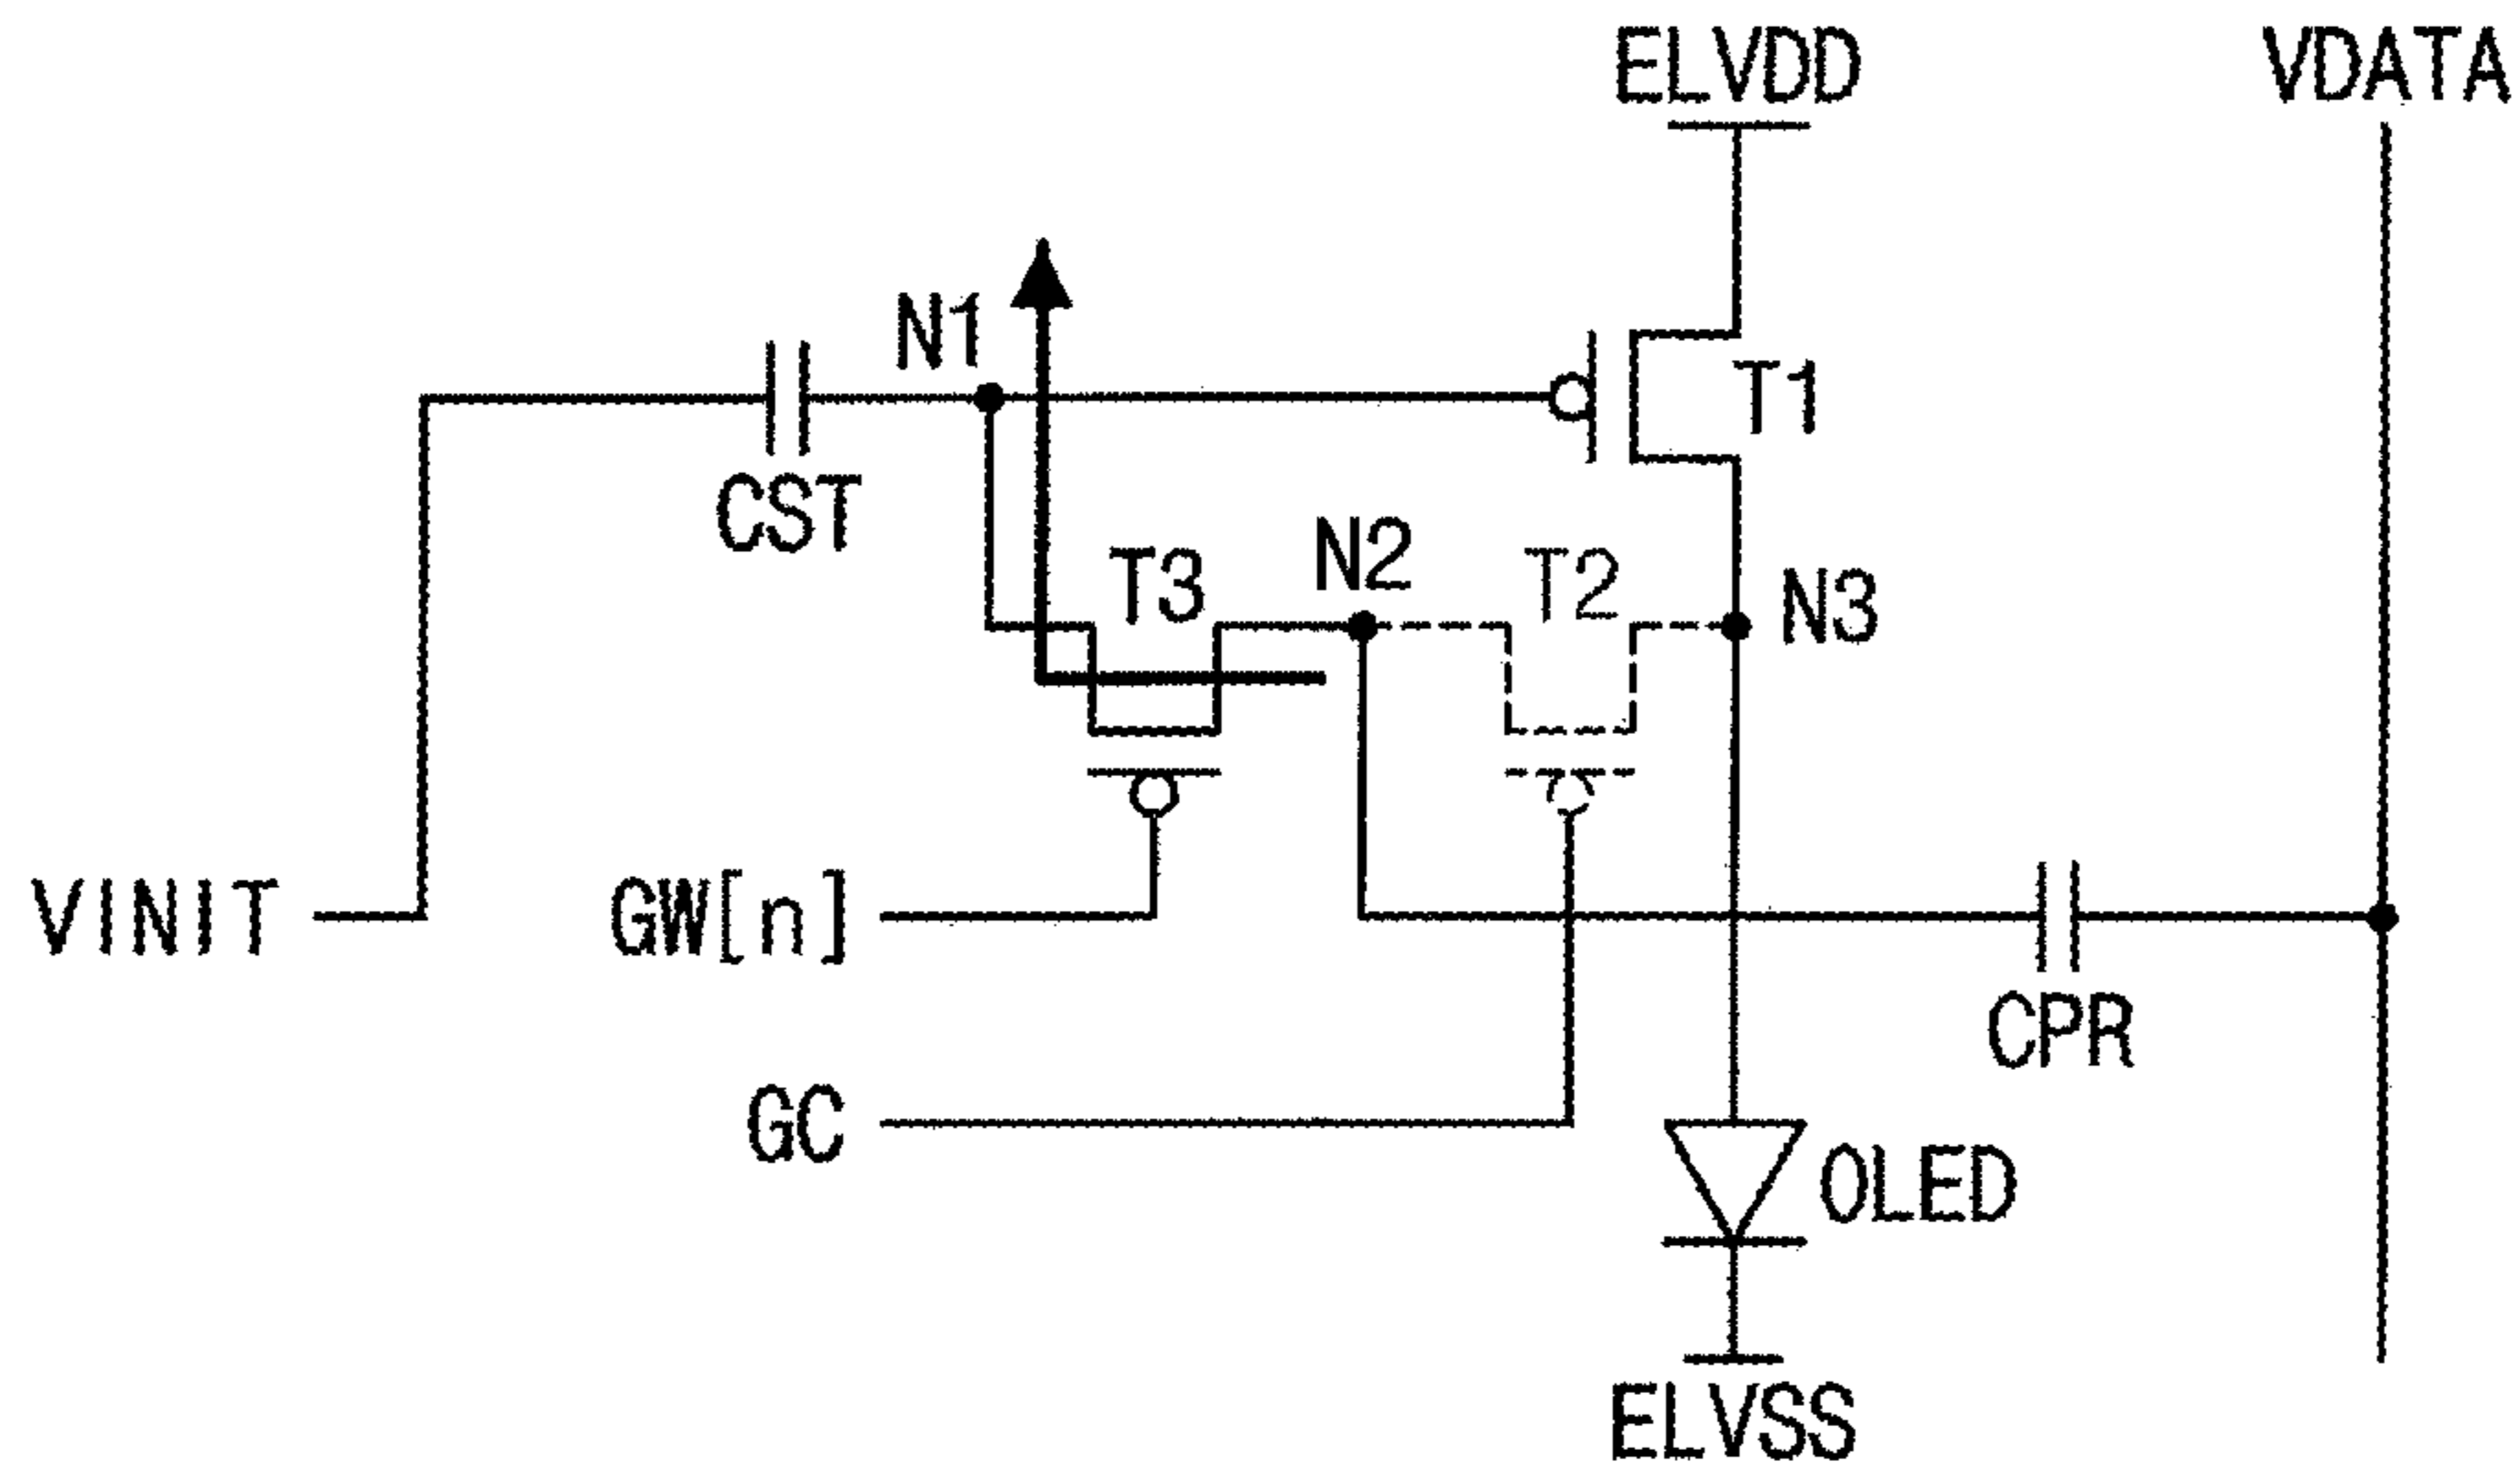 ELVDD
VDATA
N1
T1
CST
T3
N2
T2
N3
VINIT
GW[n]
CPR
GC
OLED
ELVSS